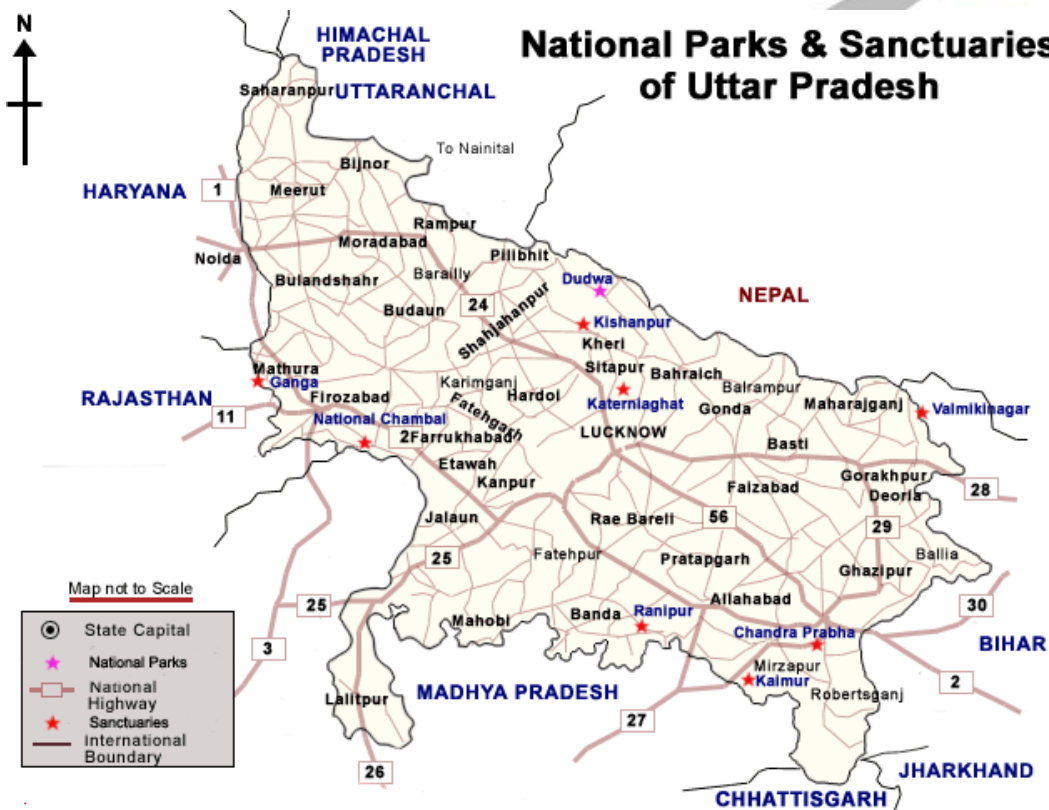 N
HIMACHAL
PRADESH
National Parks & Sanctuaries
of Uttar Pradesh
Saharanpur
UTTARANCHAL
To Nainital
Bijnor
HARYANA
1
Meerut
Rampur
Moradabad
Noida
Pilibhit
Barailly
Bulandshahr
Dudwa
NEPAL
24
Budaun
Shahjahanpur
Kishanpur
Kheri
Mathura
Ganga
Sitapur
Bahraich
Karimganj
Balrampur
RAJASTHAN
Firozabad
Hardoi
Katerniaghat
Maharajganj
Valmikinagar
11
National Chambal
Fatehgarh
Gonda
2
Farrukhabad
LUCKNOW
Basti
Etawah
Gorakhpur
Kanpur
Faizabad
Deoria
28
Jalaun
Rae Bareli
56
29
25
Fatehpur
Pratapgarh
Ballia
Ghazipur
Map not to Scale
25
Allahabad
30
Mahobi
Banda
Ranipur
State Capital
Chandra Prabha
BIHAR
3
National Parks
Mirzapur
Kaimur
2
National
Highway
Lalitpur
MADHYA PRADESH
Robertsganj
Sanctuaries
27
International
Boundary
26
JHARKHAND
CHHATTISGARH